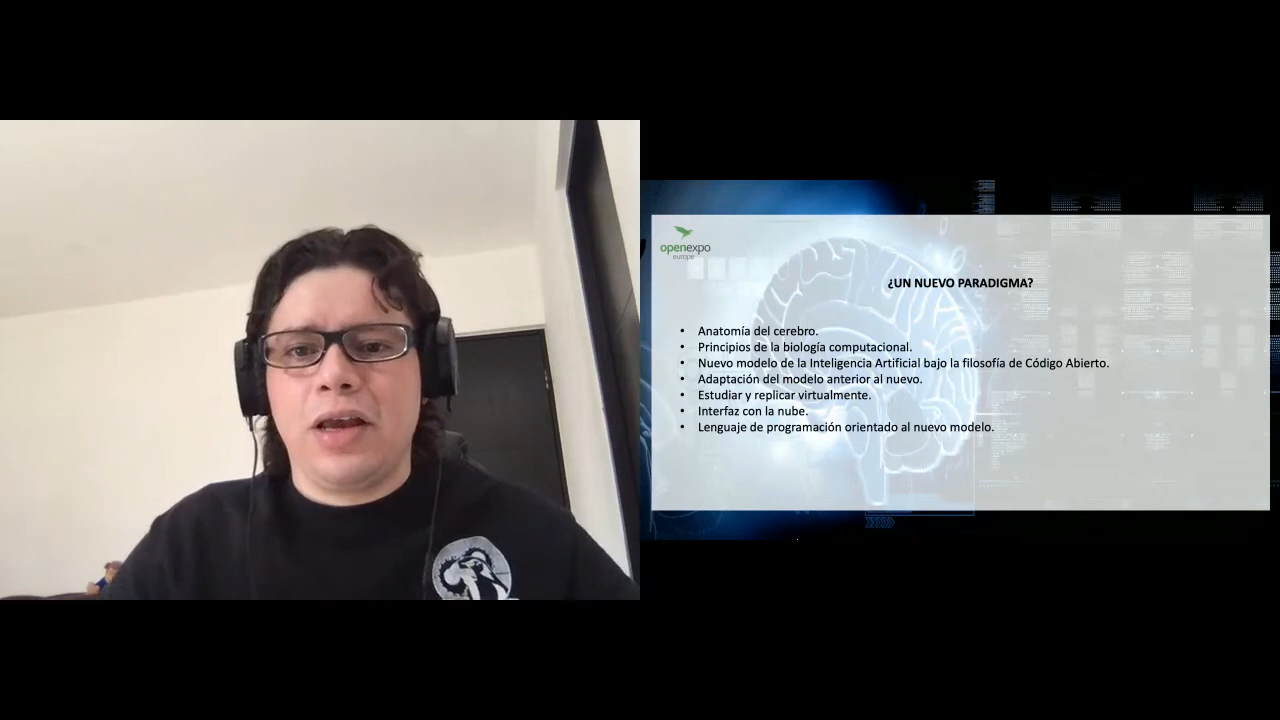 openexpo
europe
¿UN NUEVO PARADIGMA?
• Anatomía del cerebro.
• Principios de la biología computacional.
• Nuevo modelo de la Inteligencia Artificial bajo la filosofía de Código Abierto.
• Adaptación del modelo anterior al nuevo.
• Estudiar y replicar virtualmente.
• Interfaz con la nube.
• Lenguaje de programación orientado al nuevo modelo.